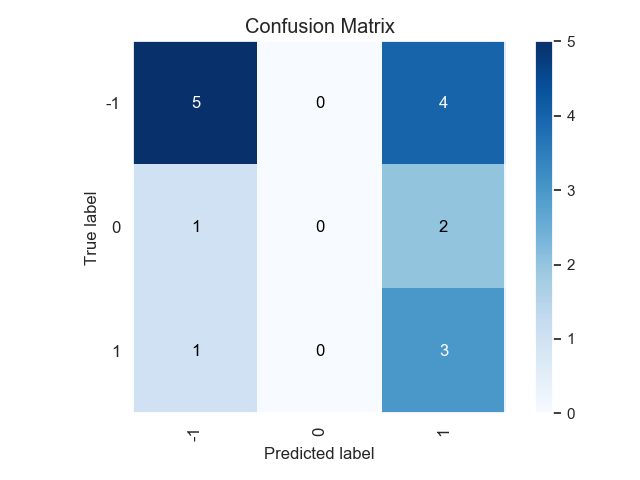 Confusion Matrix
5
-1 5 0 4
4
3
0 1 0 2
2
1 1 0 3
1
0
-1 0 1
True label
Predicted label